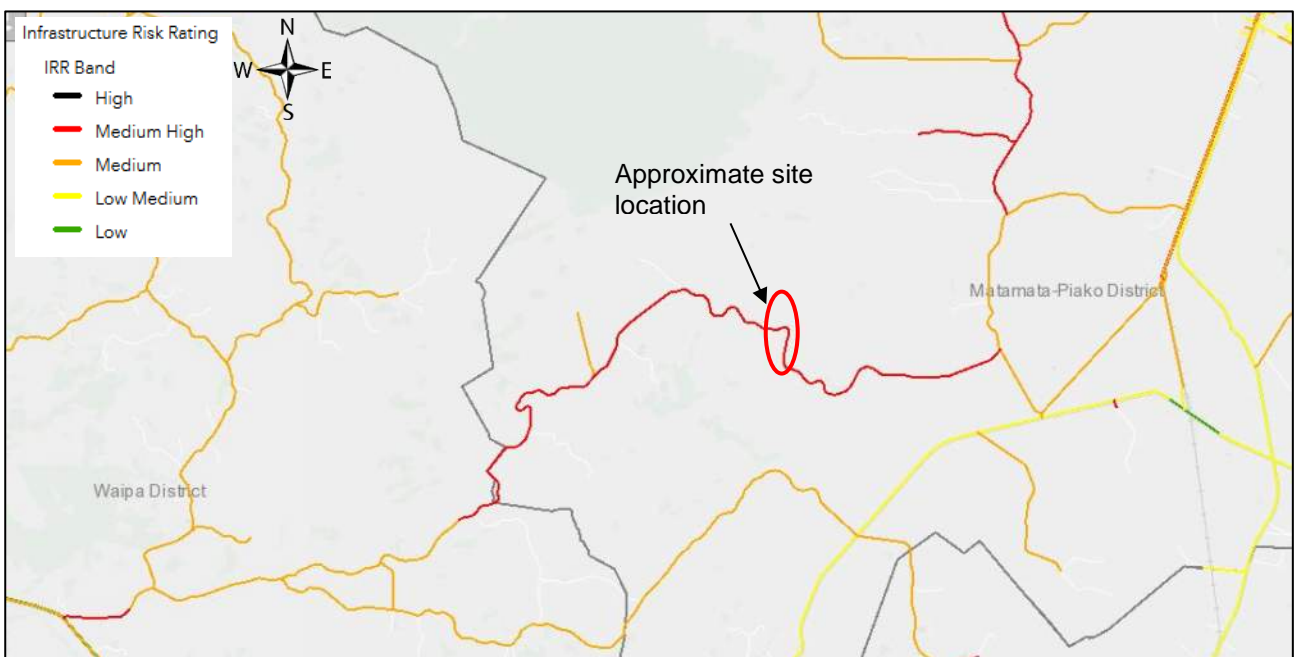 Infrastructure Risk Rating
IRR Band
High
Medium High
Medium
Low Medium
Low
N
W
E
S
Approximate site
location
Matamata-Piako District
Waipa District